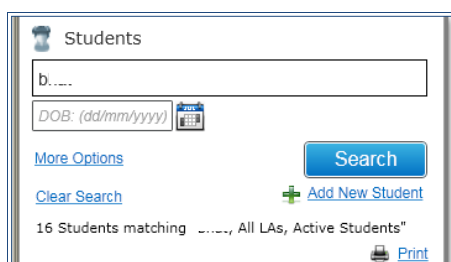 Students
DOB: (dd/mm/yyyy)
JUL
More Options
Search
Clear Search
Add New Student
16 Students matching , All LAs, Active Students"
Print